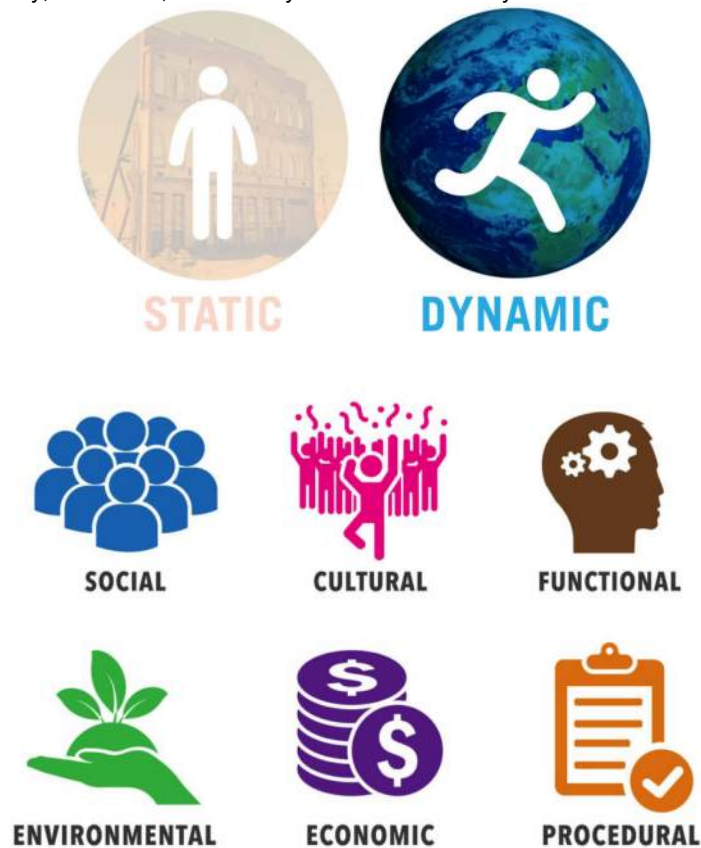 STATIC DYNAMIC
SOCIAL CULTURAL FUNCTIONAL
$ $
ENVIRONMENTAL ECONOMIC PROCEDURAL